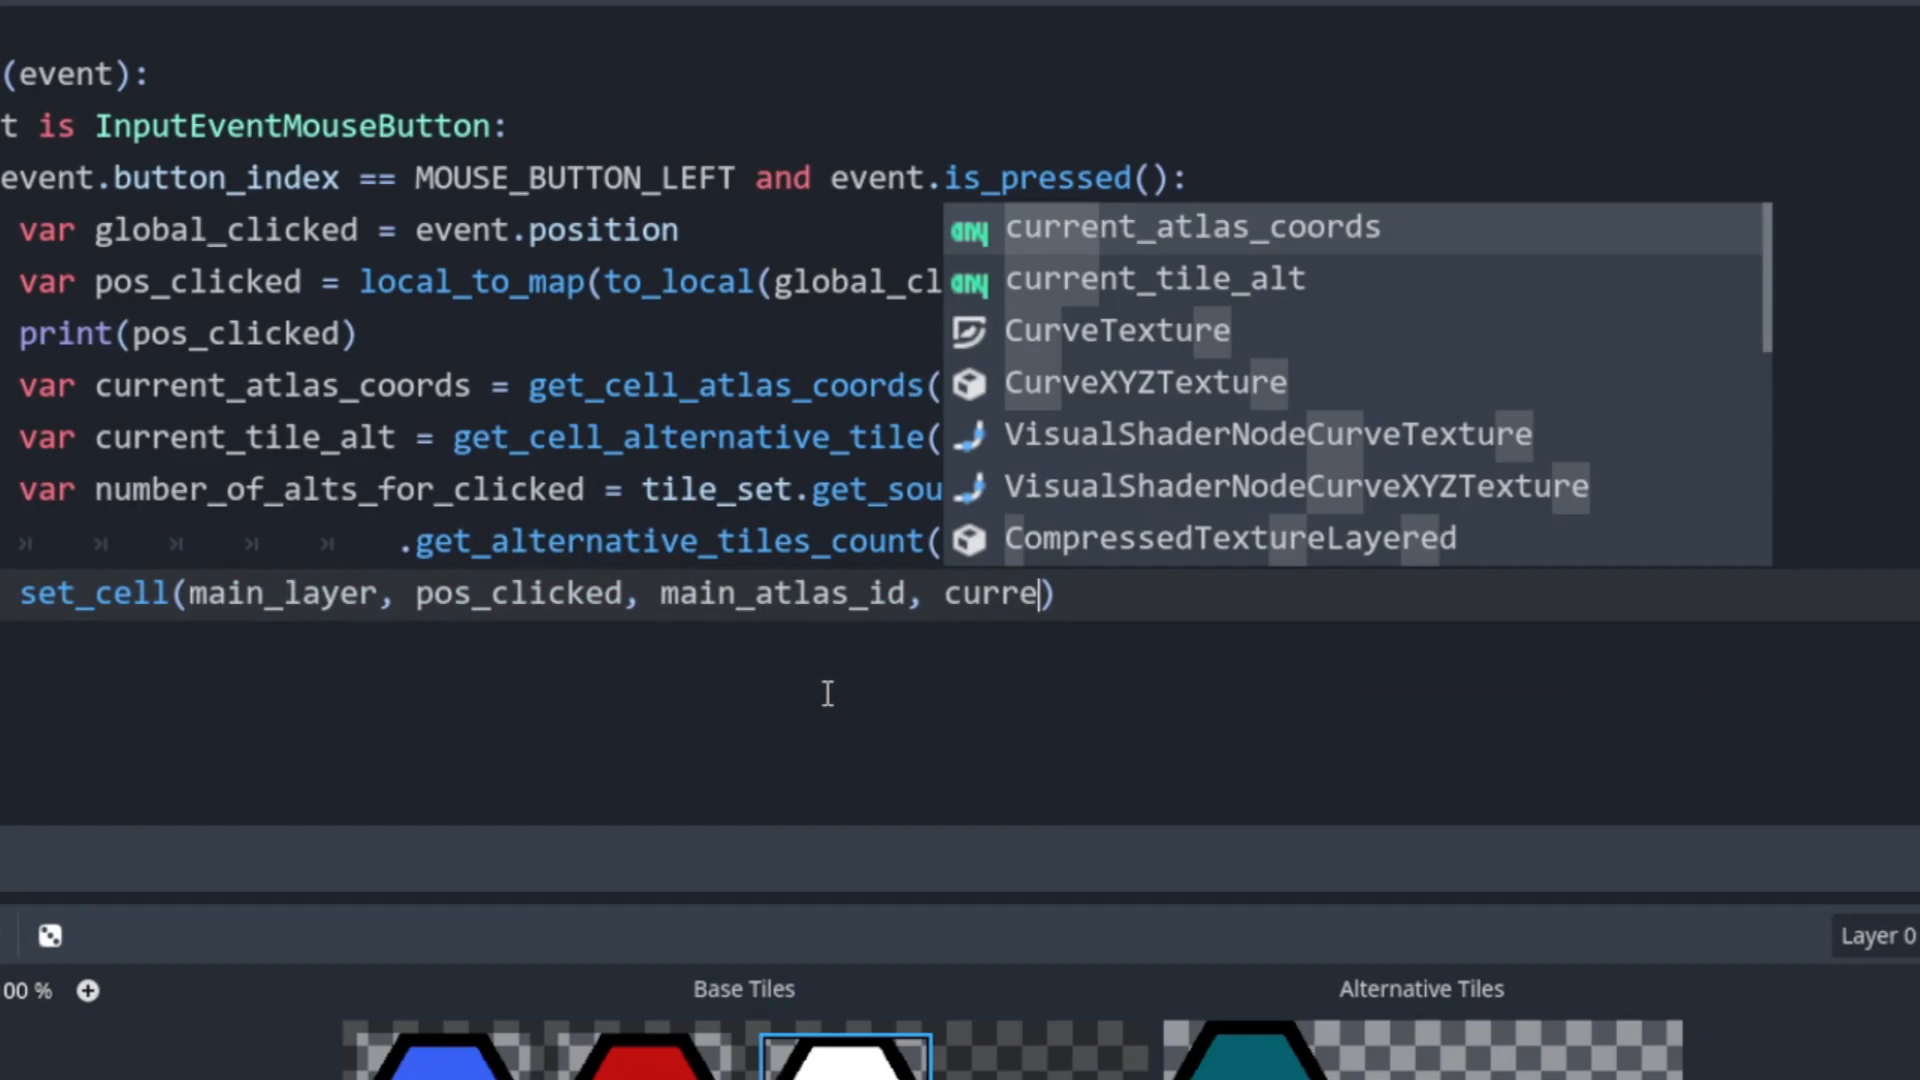 (event):
t is InputEventMouseButton:
event.button_index == MOUSE_BUTTON_LEFT and event.is_pressed():
var global_clicked = event.position
var pos_clicked = local_to_map(to_local(global_cl
print(pos_clicked)
var current_atlas_coords = get_cell_atlas_coords(
var current_tile_alt = get_cell_alternative_tile(
var number_of_alts_for_clicked = tile_set.get_sou
.get_alternative_tiles_count(
set_cell(main_layer, pos_clicked, main_atlas_id, curre)
any current_atlas_coords
any current_tile_alt
CurveTexture
CurveXYZTexture
VisualShaderNodeCurveTexture
VisualShaderNodeCurveXYZTexture
CompressedTextureLayered
Layer 0
00 %
Base Tiles
Alternative Tiles